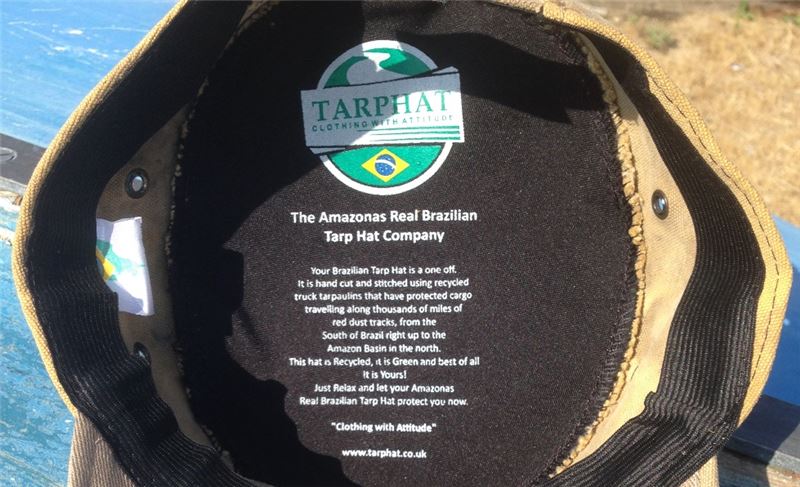 TARPHAT
CLOTHING WITH ATTITUDE
The Amazonas Real Brazilian
Tarp Hat Company
Your Brazilian Tarp Hat is a one off.
It is hand cut and stitched using recycled
truck tarpaulins that have protected cargo
travelling along thousands of miles of
red dust tracks, from the
South of Brazil right up to the
Amazon Basin in the north.
This hat is Recycled, it is Green and best of all
it is Yours!
Just Relax and let your Amazonas
Real Brazilian Tarp Hat protect you now.
"Clothing with Attitude"
www.tarphat.co.uk